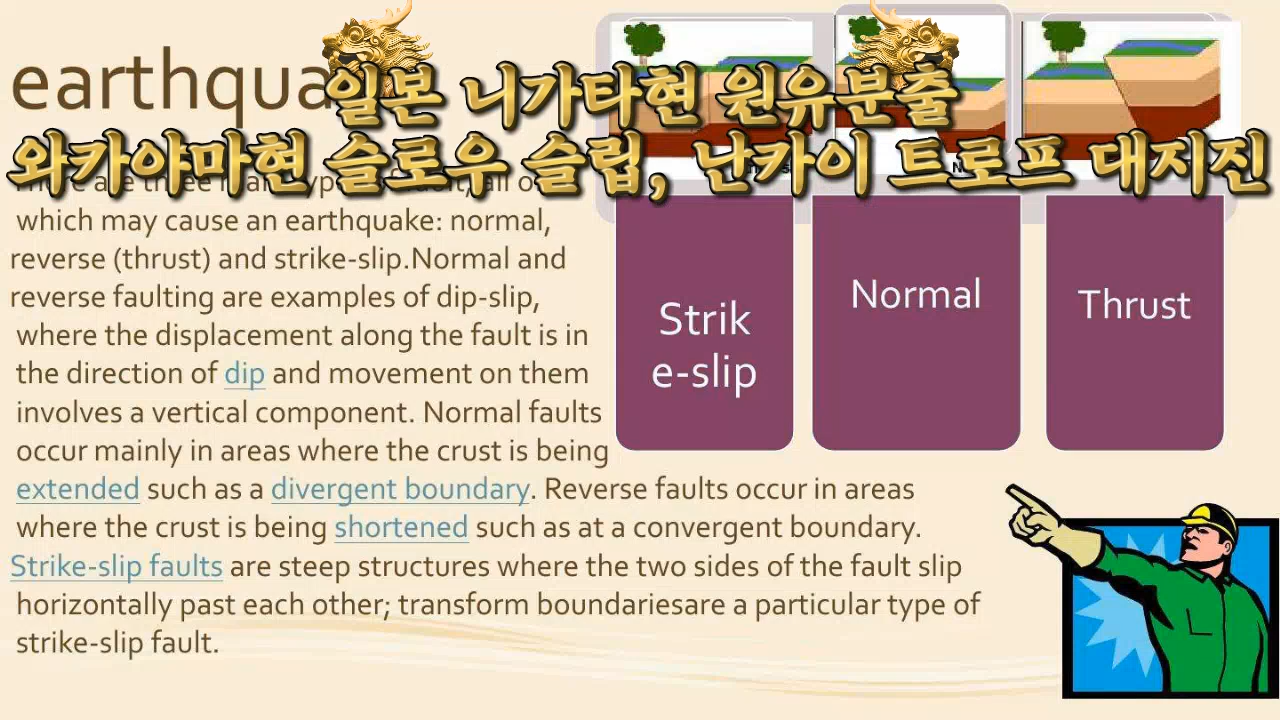 earthqua
일본 니가타현 원유분출
와카야마현 슬로우 슬립, 난카이 트로프 대지진
which may cause an earthquake: normal,
reverse (thrust) and strike-slip.Normal and
reverse faulting are examples of dip-slip,
where the displacement along the fault is in
the direction of dip and movement on them
involves a vertical component. Normal faults
occur mainly in areas where the crust is being
extended such as a divergent boundary. Reverse faults occur in areas
where the crust is being shortened such as at a convergent boundary.
Strike-slip faults are steep structures where the two sides of the fault slip
horizontally past each other; transform boundariesare a particular type of
strike-slip fault.
Strik
e-slip
Normal
Thrust